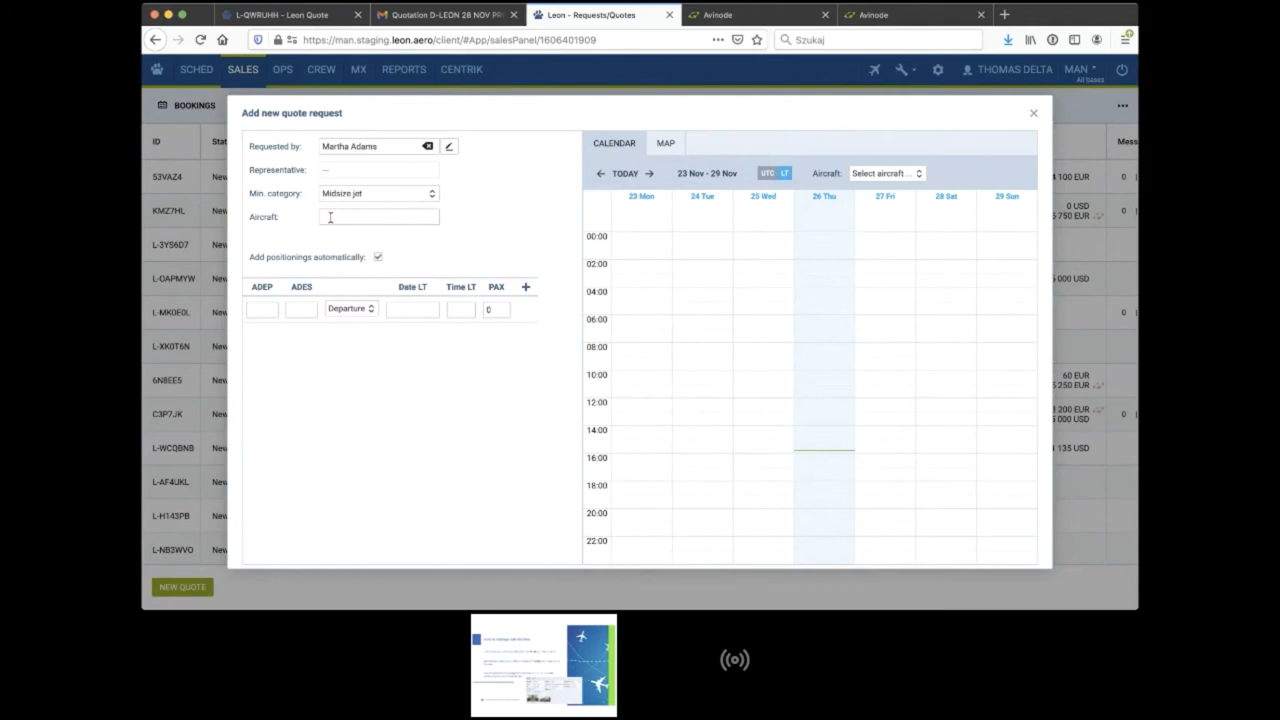 L-QWRUHH - Leon Quote
Quotation D-LEON 28 NOV PR
Leon - Requests/Quotes
Avinode
Avinode
https://man.staging.leon.aero/client/#App/salesPanel/1606401909
Szukaj
SCHED SALES OPS CREW MX REPORTS CENTRIK
THOMAS DELTA MAN
All bases
BOOKINGS
Add new quote request
ID Stat
Mess
53VAZ4 New 4 100 EUR 0
KMZ7HL New 0 USD 5 750 EUR 0
L-3Y56D7 New
L-OAPMYW New 5 000 USD
L-MK0E0L New 0
L-XK0T6N New
6N8EE5 New 60 EUR 5 250 EUR
C3P7JK New 200 EUR 000 USD 0
L-WCQBNB New 135 USD
L-AF4UKL New
L-H143PB New
L-NB3WVO New
NEW QUOTE
Requested by: Martha Adams
Representative: ---
Min. category: Midsize jet
Aircraft:
Add positionings automatically:
ADEP ADES Date LT Time LT PAX +
Departure 0
CALENDAR MAP
TODAY 23 Nov - 29 Nov UTC LT Aircraft: Select aircraft ...
23 Mon 24 Tue 25 Wed 26 Thu 27 Fri 28 Sat 29 Sun
00:00
02:00
04:00
06:00
08:00
10:00
12:00
14:00
16:00
18:00
20:00
22:00